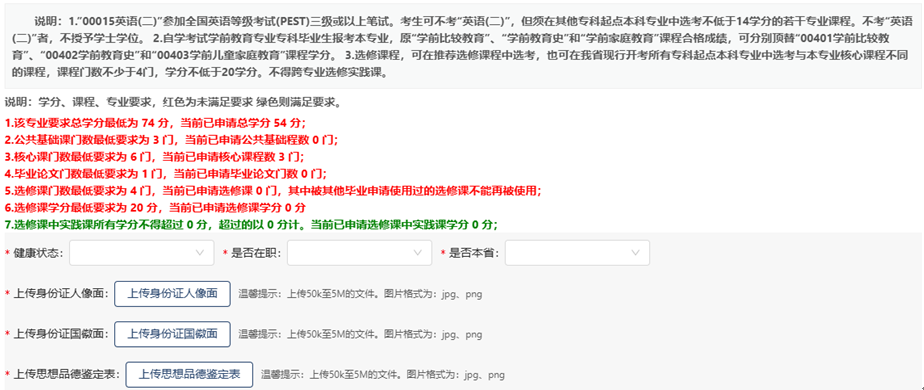 说明：1."00015英语(二)"参加全国英语等级考试(PEST)三级或以上笔试。考生可不考"英语(二)"，但须在其他专科起点本科专业中选考不低于14学分的若干专业课程。不考"英语
(二)"者，不授予学士学位。 2.自学考试学前教育专业专科毕业生报考本专业，原"学前比较教育"、"学前教育史"和"学前家庭教育"课程合格成绩，可分别顶替"00401学前比较教
育"、"00402学前教育史"和"00403学前儿童家庭教育"课程学分。 3.选修课程，可在推荐选修课程中选考，也可在我省现行开考所有专科起点本科专业中选考与本专业核心课程不同
的课程，课程门数不少于4门，学分不低于20学分。不得跨专业选修实践课。
说明：学分、课程、专业要求，红色为未满足要求 绿色则满足要求。
1.该专业要求总学分最低为 74 分，当前已申请总学分 54 分；
2.公共基础课门数最低要求为 3 门，当前已申请公共基础程数 0 门；
3.核心课门数最低要求为 6 门，当前已申请核心课程数 3 门；
4.毕业论文门数最低要求为 1 门，当前已申请毕业论文门数 0 门；
5.选修课门数最低要求为 4 门，当前已申请选修课 0 门，其中被其他毕业申请使用过的选修课不能再被使用；
6.选修课学分最低要求为 20 分，当前已申请选修课学分 0 分
7.选修课中实践课所有学分不得超过 0 分，超过的以 0 分计。当前已申请选修课中实践课学分 0 分；
* 健康状态： * 是否在职： * 是否本省：
* 上传身份证人像面： 上传身份证人像面 温馨提示：上传50k至5M的文件。图片格式为：jpg、png
* 上传身份证国徽面： 上传身份证国徽面 温馨提示：上传50k至5M的文件。图片格式为：jpg、png
* 上传思想品德鉴定表： 上传思想品德鉴定表 温馨提示：上传50k至5M的文件。图片格式为：jpg、png